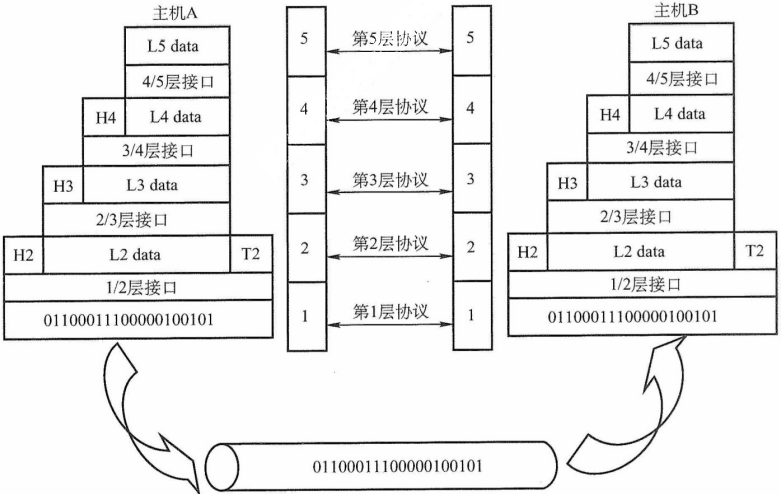 主机A
L5 data
4/5层接口
H4 L4 data
3/4层接口
H3 L3 data
2/3层接口
H2 L2 data T2
1/2层接口
01100011100000100101
5 第5层协议 5
4 第4层协议 4
3 第3层协议 3
2 第2层协议 2
1 第1层协议 1
主机B
L5 data
4/5层接口
H4 L4 data
3/4层接口
H3 L3 data
2/3层接口
H2 L2 data T2
1/2层接口
01100011100000100101
01100011100000100101